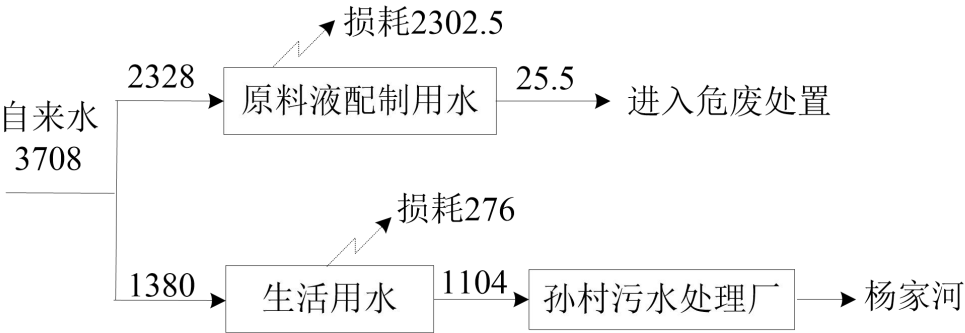 损耗2302.5
2328
原料液配制用水
25.5
进入危废处置
自来水
3708
损耗276
1380
生活用水
1104
孙村污水处理厂
杨家河